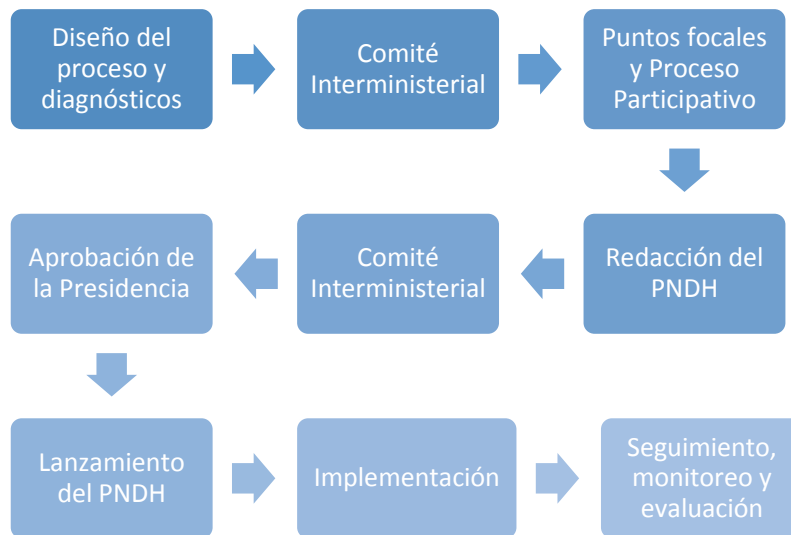 Diseño del
proceso y
diagnósticos
Comité
Interministerial
Puntos focales
y Proceso
Participativo
Redacción del
PNDH
Comité
Interministerial
Aprobación de
la Presidencia
Lanzamiento
del PNDH
Implementación
Seguimiento,
monitoreo y
evaluación